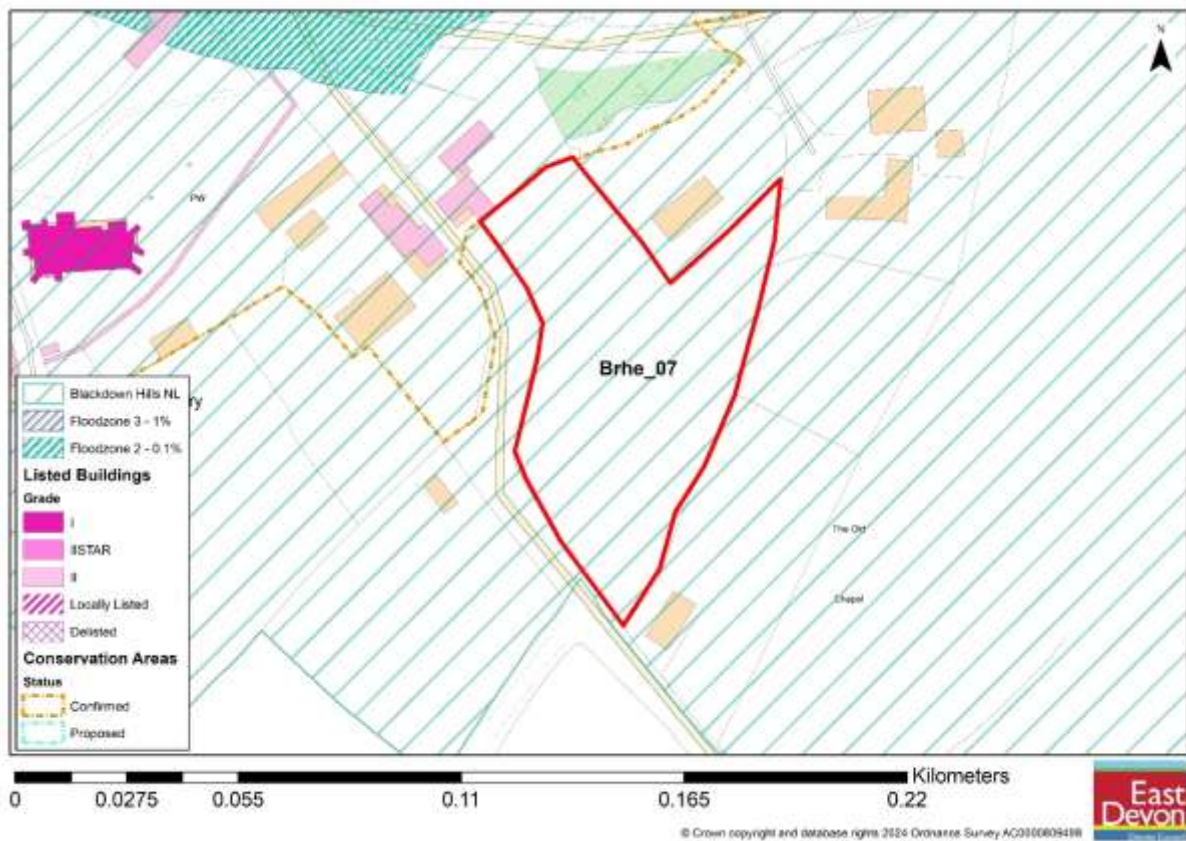 N
PW
Brhe_07
The Old
Chapel
ry
Blackdown Hills NL
Floodzone 3 - 1%
Floodzone 2 - 0.1%
Listed Buildings
Grade
I
IISTAR
II
Locally Listed
Delisted
Conservation Areas
Status
Confirmed
Proposed
Kilometers
0 0.0275 0.055 0.11 0.165 0.22
East
Devon
© Crown copyright and database rights 2024 Ordnance Survey